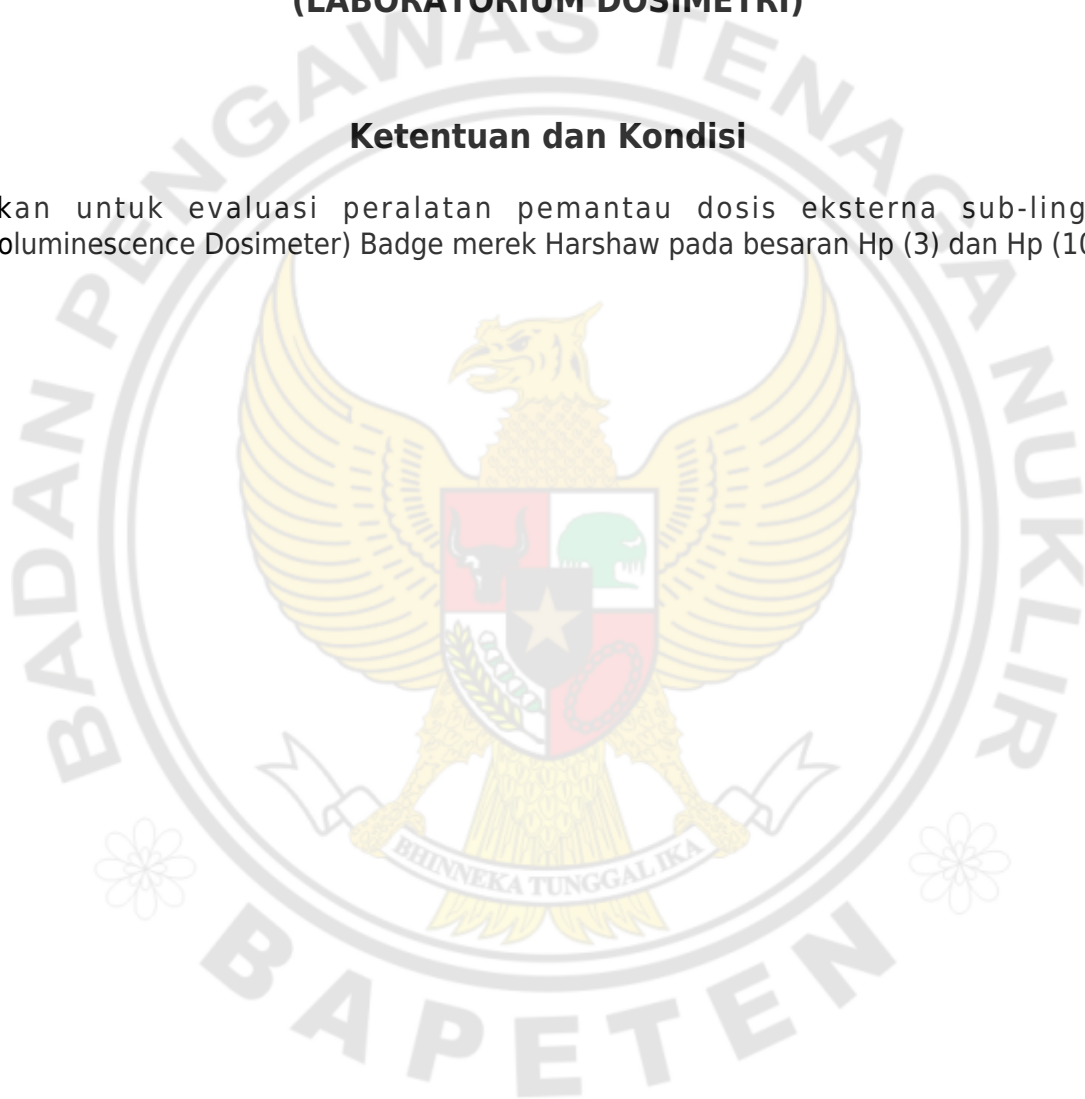 (LABORATORIUM DOSIMETRI)
Ketentuan dan Kondisi
kan untuk evaluasi peralatan pemantau dosis eksterna sub-ling
oluminescence Dosimeter) Badge merek Harshaw pada besaran Hp (3) dan Hp (10
BADAN PENGAWAS TENAGA NUKLIR
BHINNEKA TUNGGAL IKA
BAPETEN